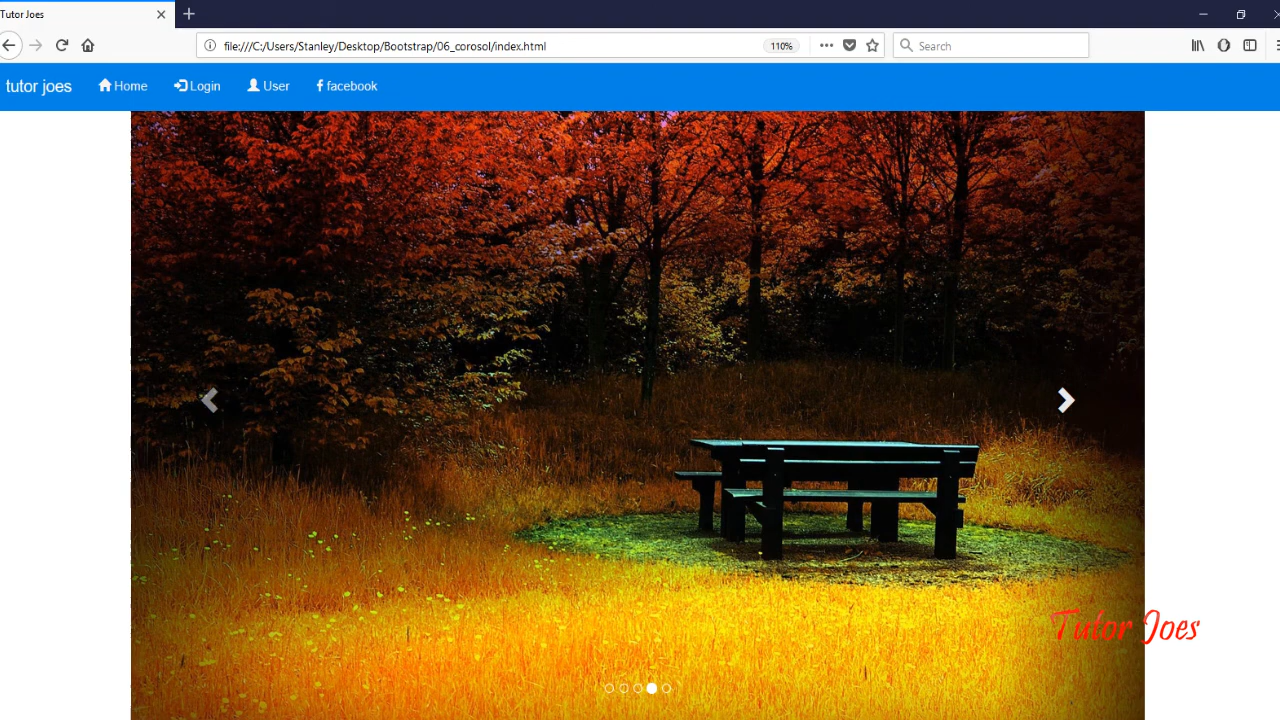 Tutor Joes
file:///C:/Users/Stanley/Desktop/Bootstrap/06_corosol/index.html
110%
Search
tutor joes
Home
Login
User
facebook
Tutor Joes